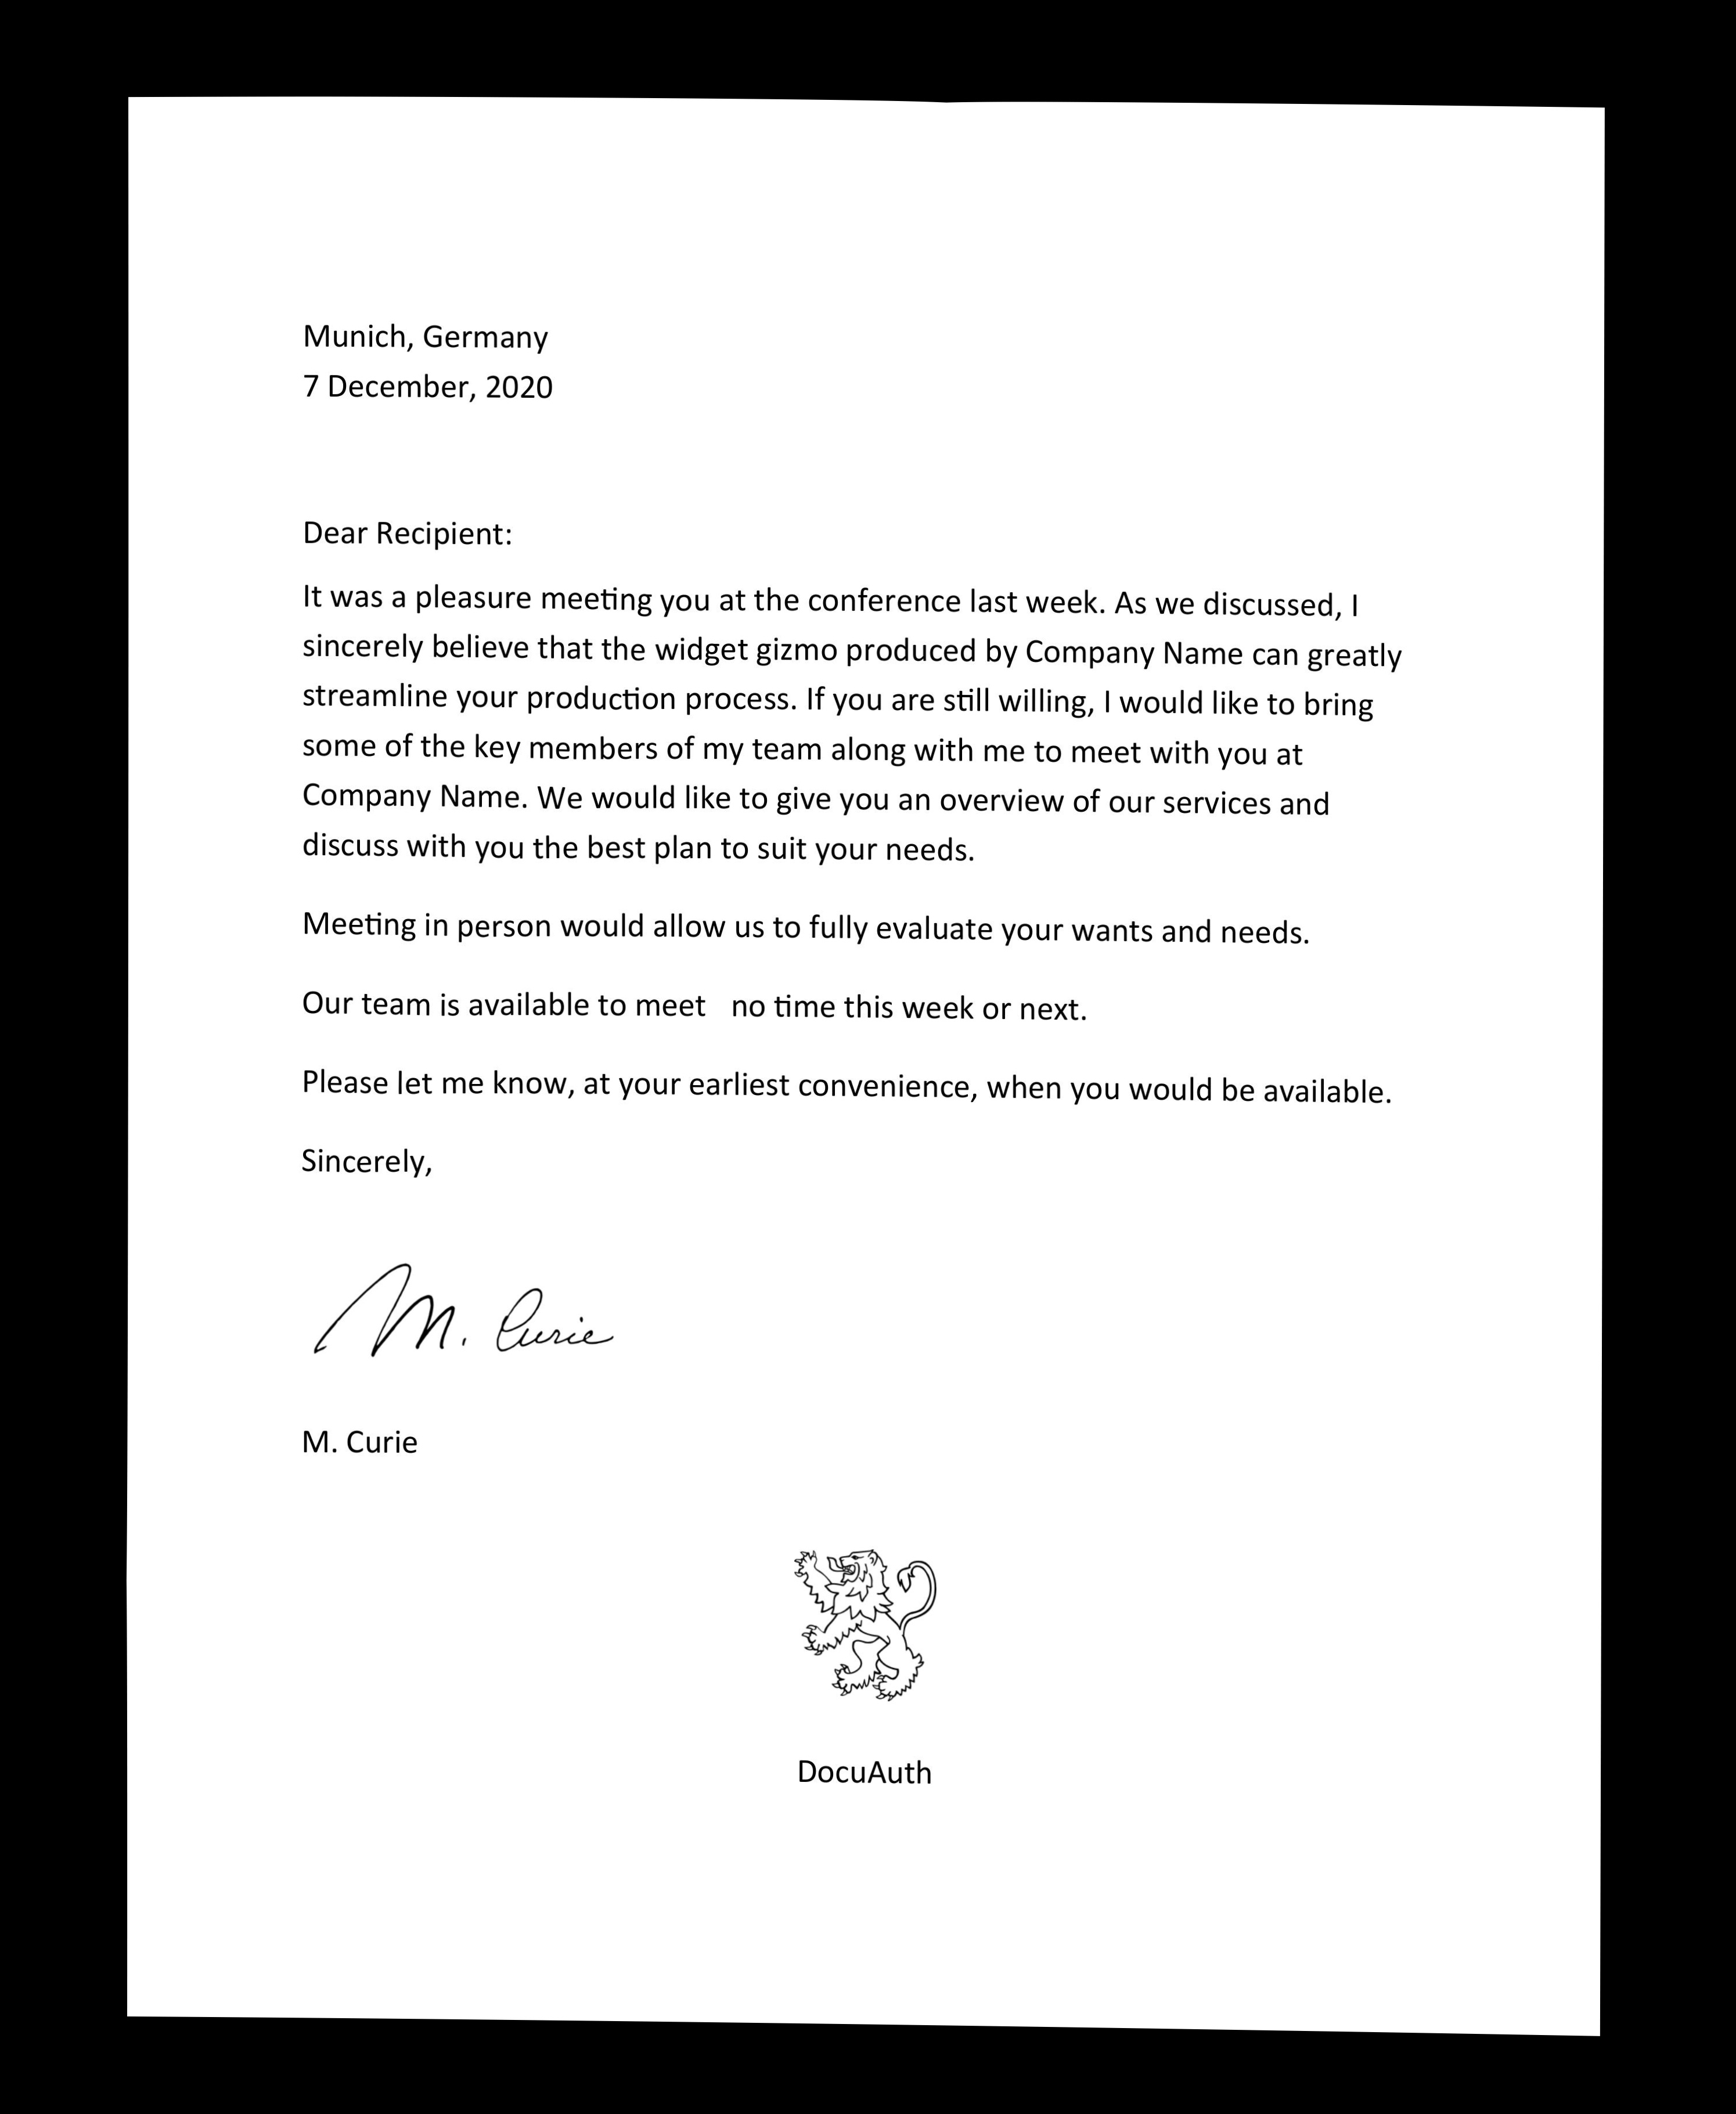 Munich, Germany
7 December, 2020
Dear Recipient:
It was a pleasure meeting you at the conference last week. As we discussed, I
sincerely believe that the widget gizmo produced by Company Name can greatly
streamline your production process. If you are still willing, I would like to bring
some of the key members of my team along with me to meet with you at
Company Name. We would like to give you an overview of our services and
discuss with you the best plan to suit your needs.
Meeting in person would allow us to fully evaluate your wants and needs.
Our team is available to meet   no time this week or next.
Please let me know, at your earliest convenience, when you would be available.
Sincerely,
M. Curie
M. Curie
DocuAuth